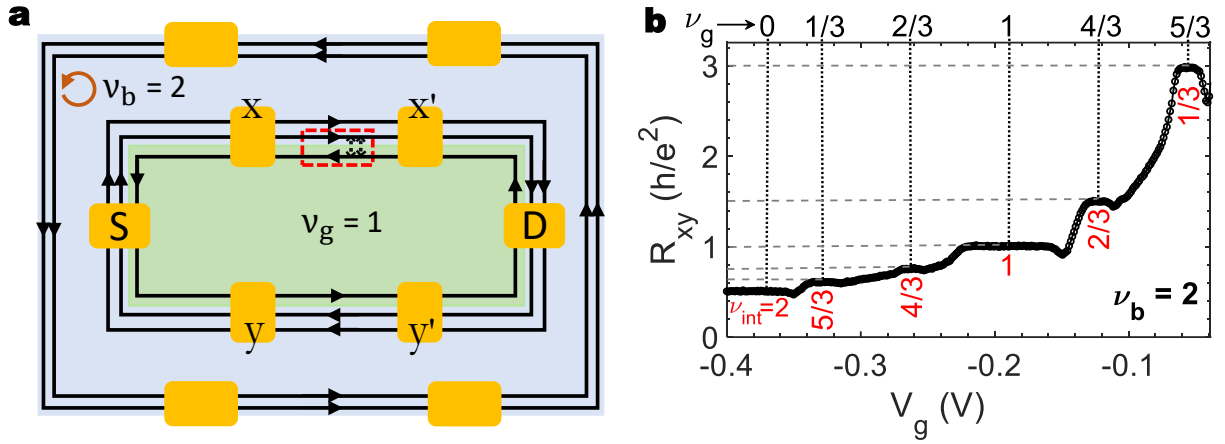 a
ν_b = 2
x
x'
S
ν_g = 1
D
y
y'
b
ν_g → 0 1/3 2/3 1 4/3 5/3
R_xy (h/e²)
3
2
1
0
ν_int=2
5/3
4/3
1
2/3
1/3
ν_b = 2
-0.4 -0.3 -0.2 -0.1
V_g (V)